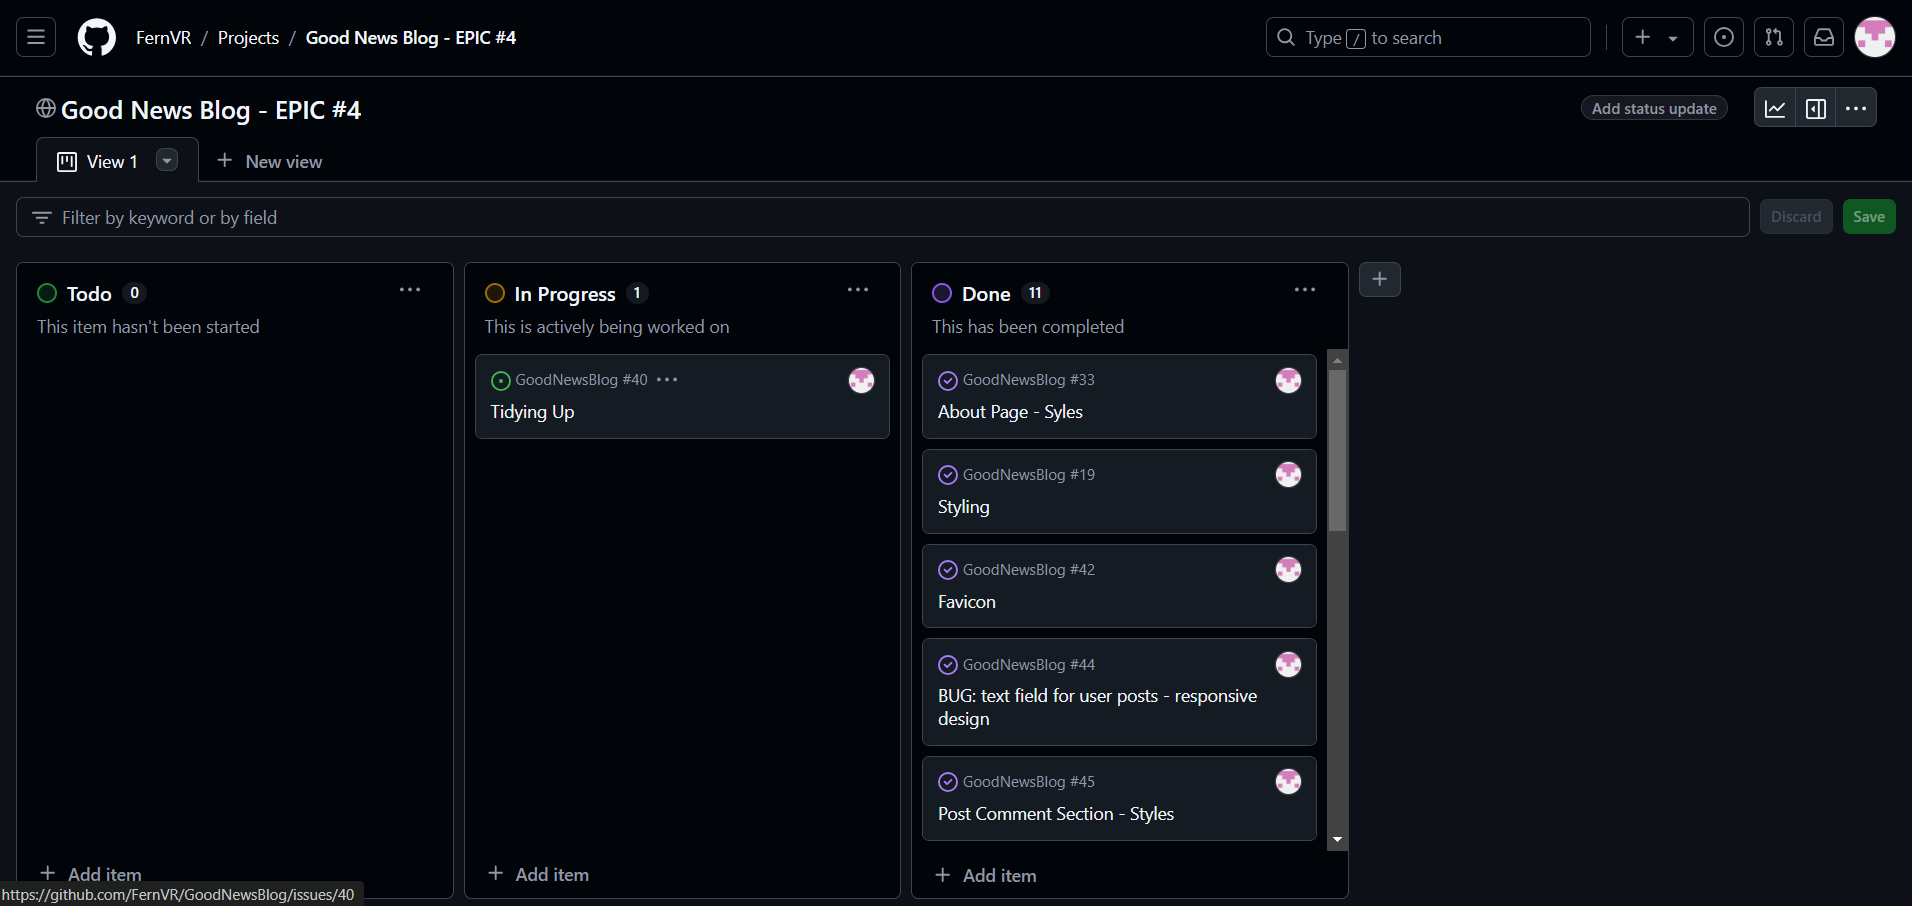 FernVR / Projects / Good News Blog - EPIC #4
Type / to search
Good News Blog - EPIC #4
Add status update
View 1
New view
Filter by keyword or by field
Discard
Save
Todo 0
This item hasn't been started
Add item
In Progress 1
This is actively being worked on
GoodNewsBlog #40
Tidying Up
Add item
Done 11
This has been completed
GoodNewsBlog #33
About Page - Syles
GoodNewsBlog #19
Styling
GoodNewsBlog #42
Favicon
GoodNewsBlog #44
BUG: text field for user posts - responsive
design
GoodNewsBlog #45
Post Comment Section - Styles
Add item
https://github.com/FernVR/GoodNewsBlog/issues/40